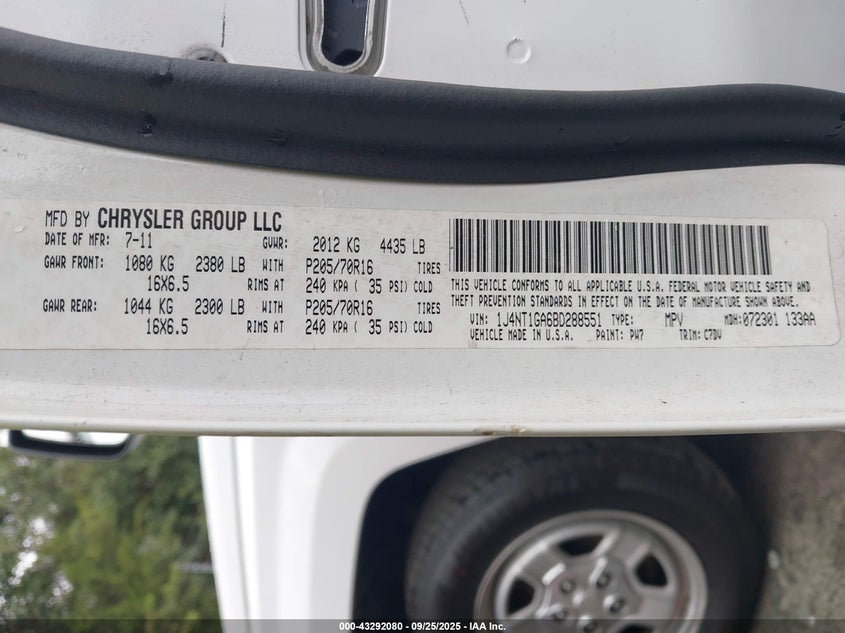 MFD BY CHRYSLER GROUP LLC
DATE OF MFR: 7-11 GVWR: 2012 KG 4435 LB
GAWR FRONT: 1080 KG 2380 LB WITH P205/70R16 TIRES
16X6.5 RIMS AT 240 KPA ( 35 PSI) COLD
GAWR REAR: 1044 KG 2300 LB WITH P205/70R16 TIRES
16X6.5 RIMS AT 240 KPA ( 35 PSI) COLD
THIS VEHICLE CONFORMS TO ALL APPLICABLE U.S.A. FEDERAL MOTOR VEHICLE SAFETY AND
THEFT PREVENTION STANDARDS IN EFFECT ON THE DATE OF MANUFACTURE SHOWN ABOVE.
VIN: 1J4NT1GA6BD288551 TYPE: MPV MDH:072301 133AA
VEHICLE MADE IN U.S.A. PAINT: PW7 TRIM: C7DV
000-43292080 - 09/25/2025 - IAA Inc.